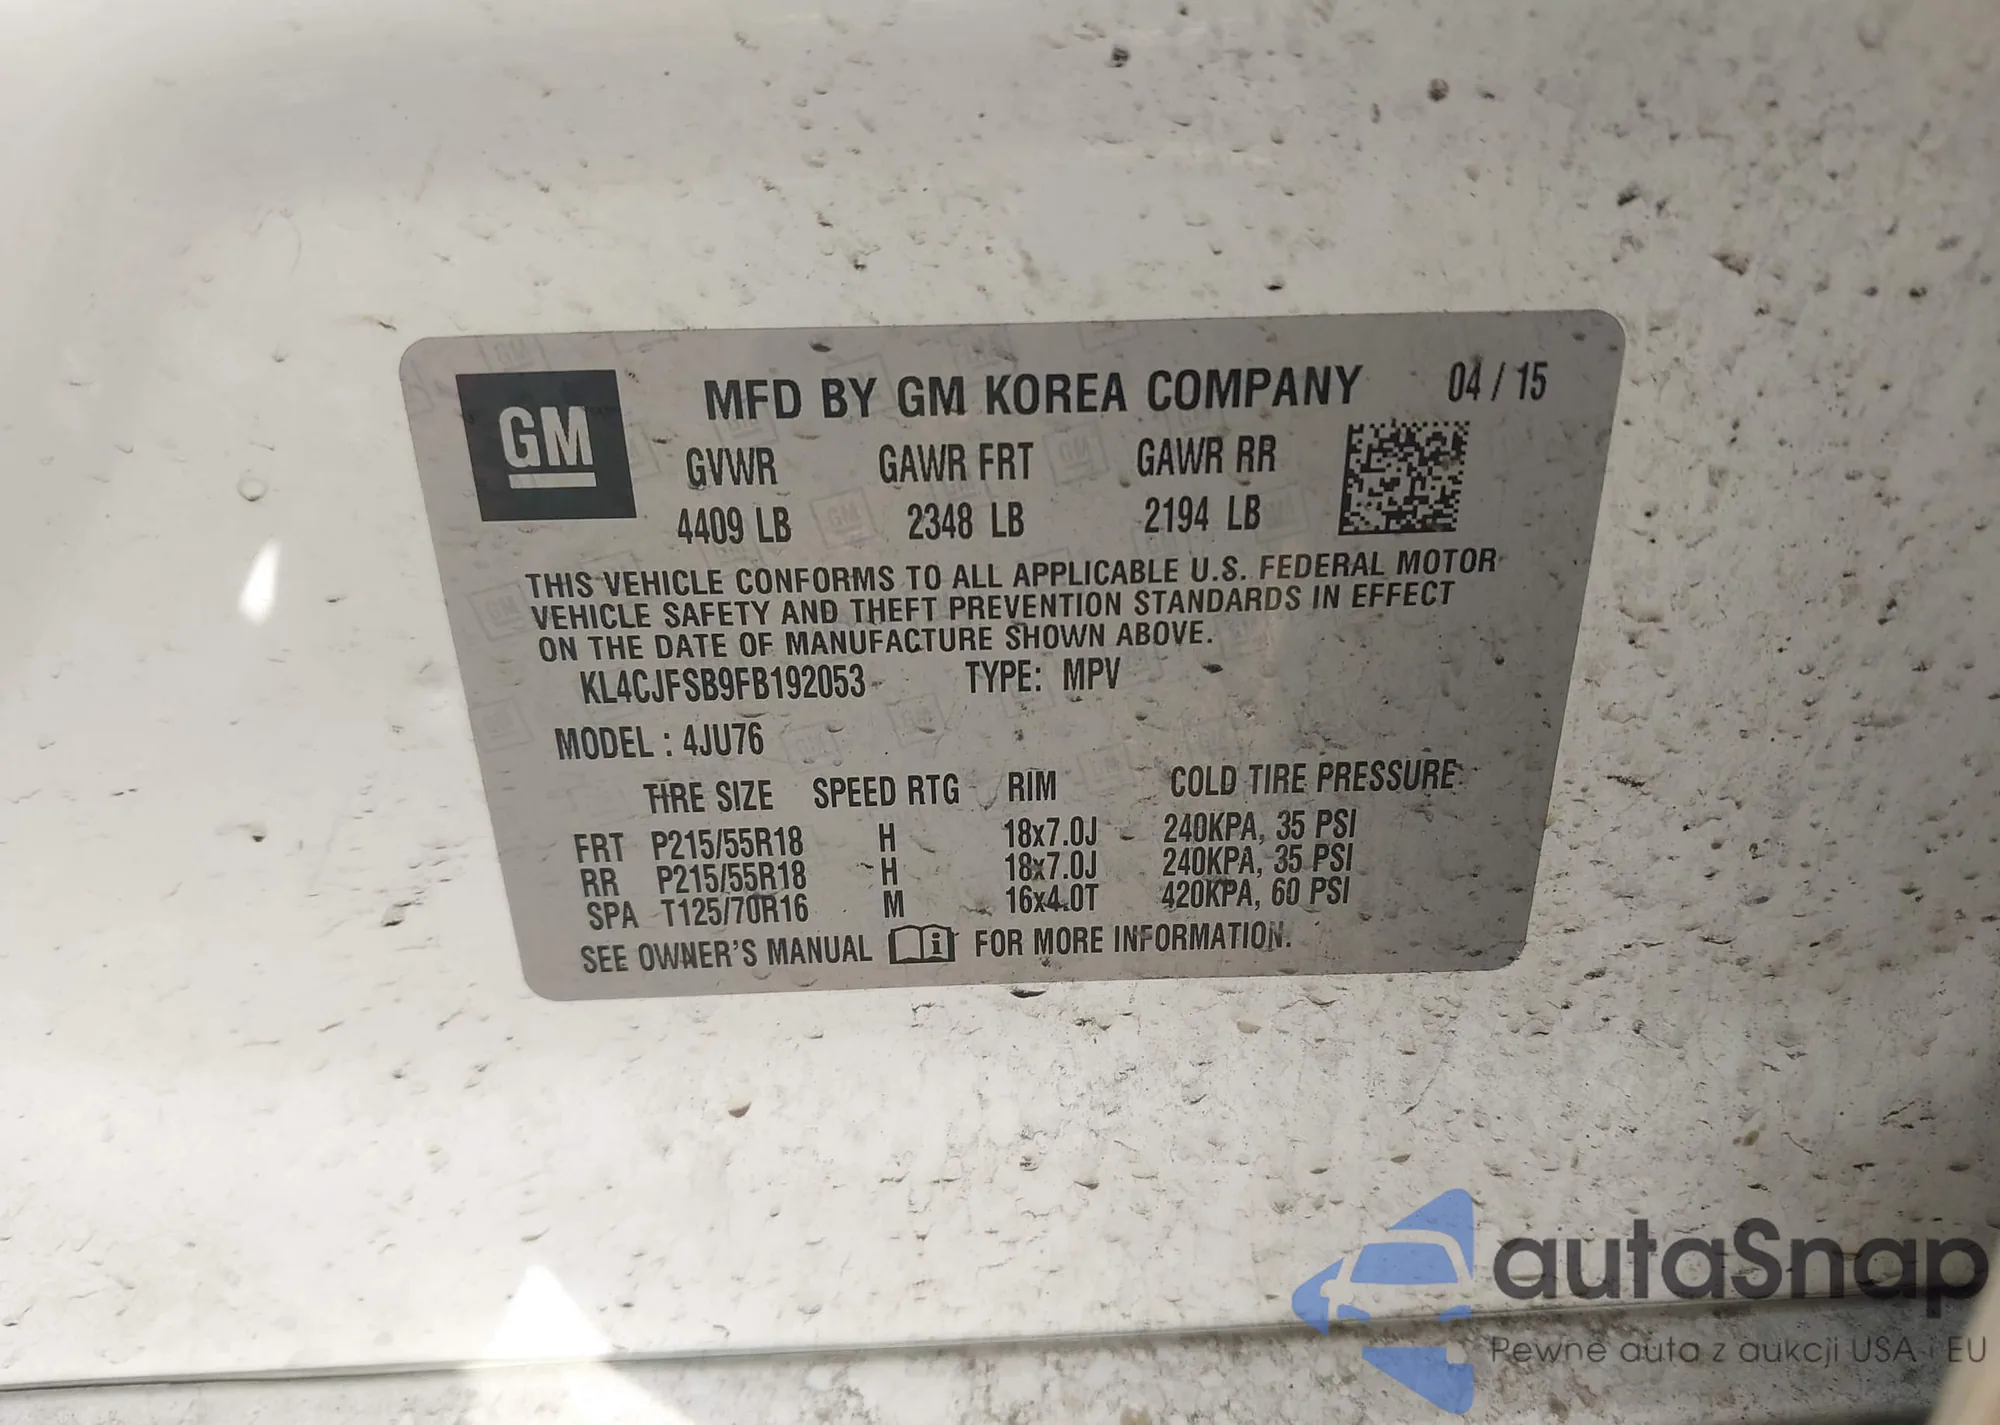 GM
MFD BY GM KOREA COMPANY 04 / 15
GVWR GAWR FRT GAWR RR
4409 LB 2348 LB 2194 LB
THIS VEHICLE CONFORMS TO ALL APPLICABLE U.S. FEDERAL MOTOR
VEHICLE SAFETY AND THEFT PREVENTION STANDARDS IN EFFECT
ON THE DATE OF MANUFACTURE SHOWN ABOVE.
KL4CJFSB9FB192053 TYPE: MPV
MODEL : 4JU76
TIRE SIZE SPEED RTG RIM COLD TIRE PRESSURE
FRT P215/55R18 H 18x7.0J 240KPA, 35 PSI
RR P215/55R18 H 18x7.0J 240KPA, 35 PSI
SPA T125/70R16 M 16x4.0T 420KPA, 60 PSI
SEE OWNER'S MANUAL FOR MORE INFORMATION.
autaSnap
Pewne auta z aukcji USA i EU